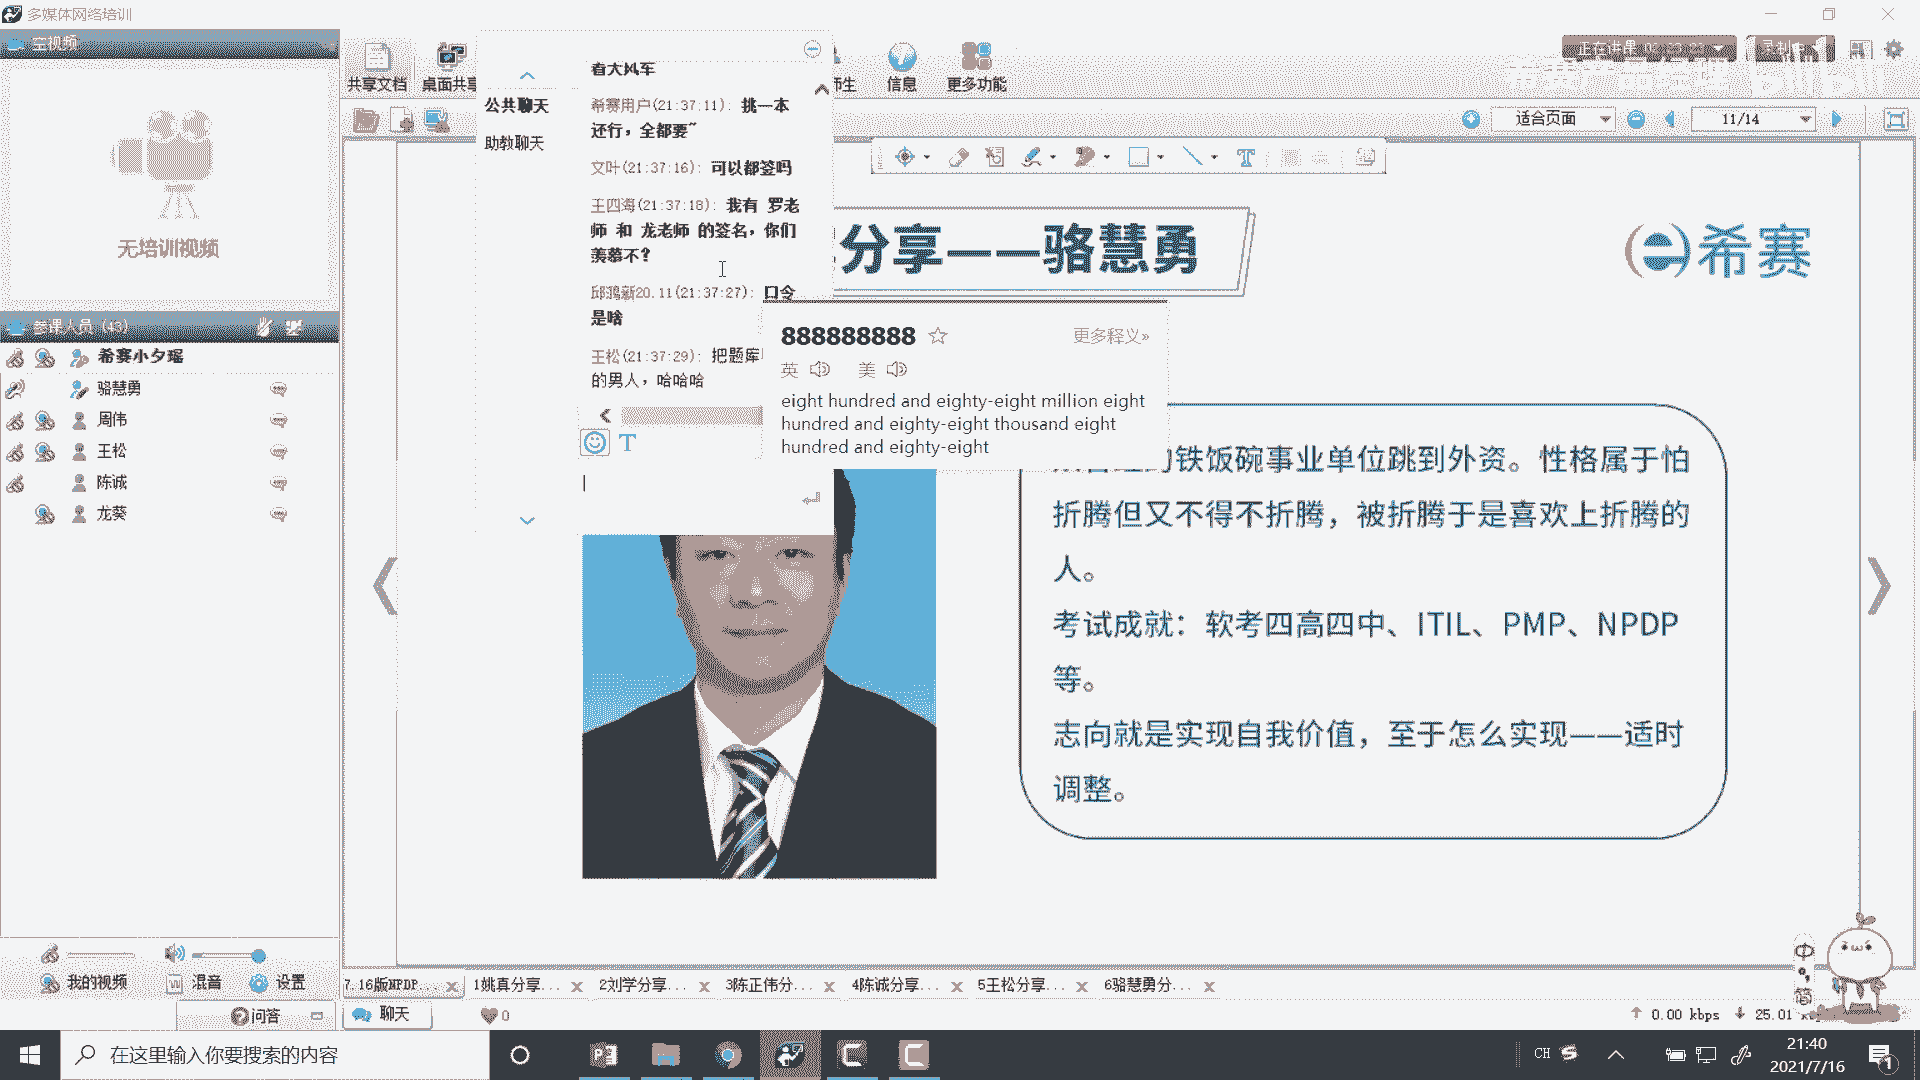 多媒体网络培训
空视频
无培训视频
参课人员 (43)
希赛小夕瑶
骆慧勇
周伟
王松
陈诚
龙葵
我的视频
混音
设置
问答
共享文档
桌面共享
信息
更多功能
公共聊天
助教聊天
看大风车
希赛用户(21:37:11): 挑一本
还行，全都要~
文叶(21:37:16): 可以都签吗
王四海(21:37:18): 我有 罗老
师 和 龙老师 的签名，你们
羡慕不？
邱鸿新20.11(21:37:27): 口令
是啥
王松(21:37:29): 把题库
的男人，哈哈哈
888888888
更多释义»
英
美
eight hundred and eighty-eight million eight
hundred and eighty-eight thousand eight
hundred and eighty-eight
适合页面
11/14
分享——骆慧勇
希赛
铁饭碗事业单位跳到外资。性格属于怕
折腾但又不得不折腾，被折腾于是喜欢上折腾的
人。
考试成就：软考四高四中、ITIL、PMP、NPDP
等。
志向就是实现自我价值，至于怎么实现——适时
调整。
7.16版NPDP...
1姚真分享...
2刘学分享...
3陈正伟分...
4陈诚分享...
5王松分享...
6骆慧勇分...
聊天
0
0.00 kbps
25.01
中
简
在这里输入你要搜索的内容
CH
21:40
2021/7/16
1